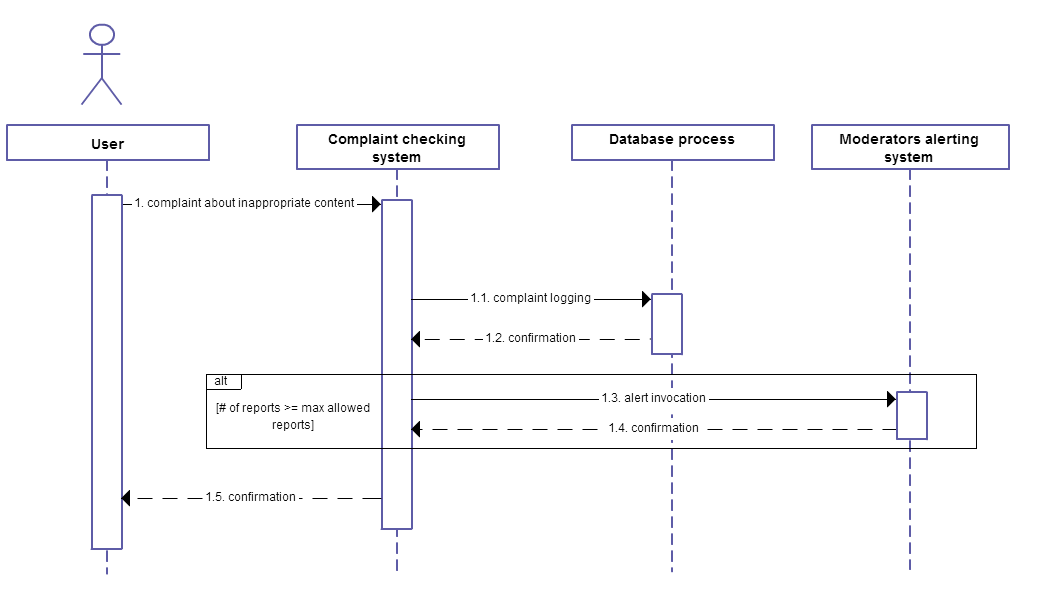 User
Complaint checking
system
Database process
Moderators alerting
system
1. complaint about inappropriate content
1.1. complaint logging
1.2. confirmation
alt
[# of reports >= max allowed
reports]
1.3. alert invocation
1.4. confirmation
1.5. confirmation